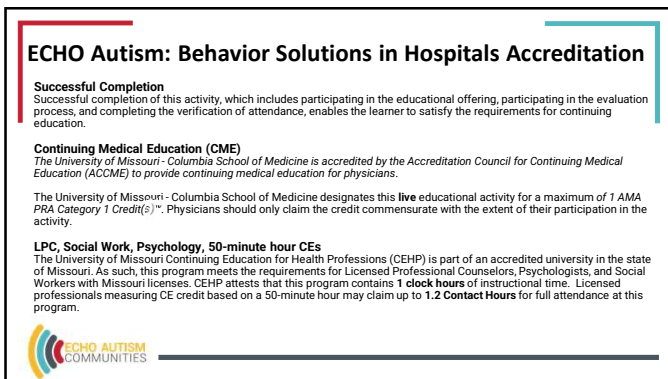 ECHO Autism: Behavior Solutions in Hospitals Accreditation
Successful Completion
Successful completion of this activity, which includes participating in the educational offering, participating in the evaluation
process, and completing the verification of attendance, enables the learner to satisfy the requirements for continuing
education.
Continuing Medical Education (CME)
The University of Missouri - Columbia School of Medicine is accredited by the Accreditation Council for Continuing Medical
Education (ACCME) to provide continuing medical education for physicians.
The University of Missouri - Columbia School of Medicine designates this live educational activity for a maximum of 1 AMA
PRA Category 1 Credit(s)™. Physicians should only claim the credit commensurate with the extent of their participation in the
activity.
LPC, Social Work, Psychology, 50-minute hour CEs
The University of Missouri Continuing Education for Health Professions (CEHP) is part of an accredited university in the state
of Missouri. As such, this program meets the requirements for Licensed Professional Counselors, Psychologists, and Social
Workers with Missouri licenses. CEHP attests that this program contains 1 clock hours of instructional time. Licensed
professionals measuring CE credit based on a 50-minute hour may claim up to 1.2 Contact Hours for full attendance at this
program.
ECHO AUTISM
COMMUNITIES